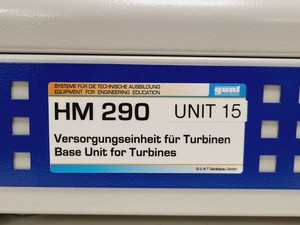 SYSTEME FÜR DIE TECHNISCHE AUSBILDUNG
EQUIPMENT FOR ENGINEERING EDUCATION
gunt
HM 290 UNIT 15
Versorgungseinheit für Turbinen
Base Unit for Turbines
G.U.N.T Gerätebau GmbH